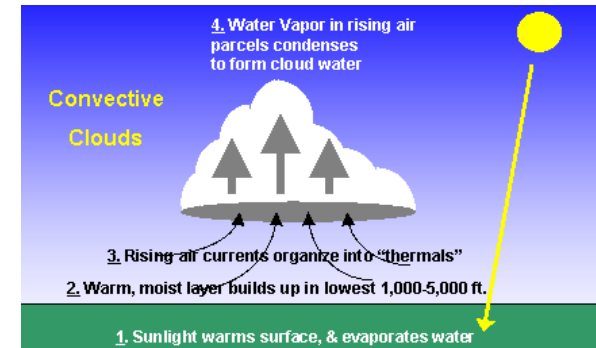 4. Water Vapor in rising air
parcels condenses
to form cloud water
Convective
Clouds
3. Rising air currents organize into “thermals”
2. Warm, moist layer builds up in lowest 1,000-5,000 ft.
1. Sunlight warms surface, & evaporates water